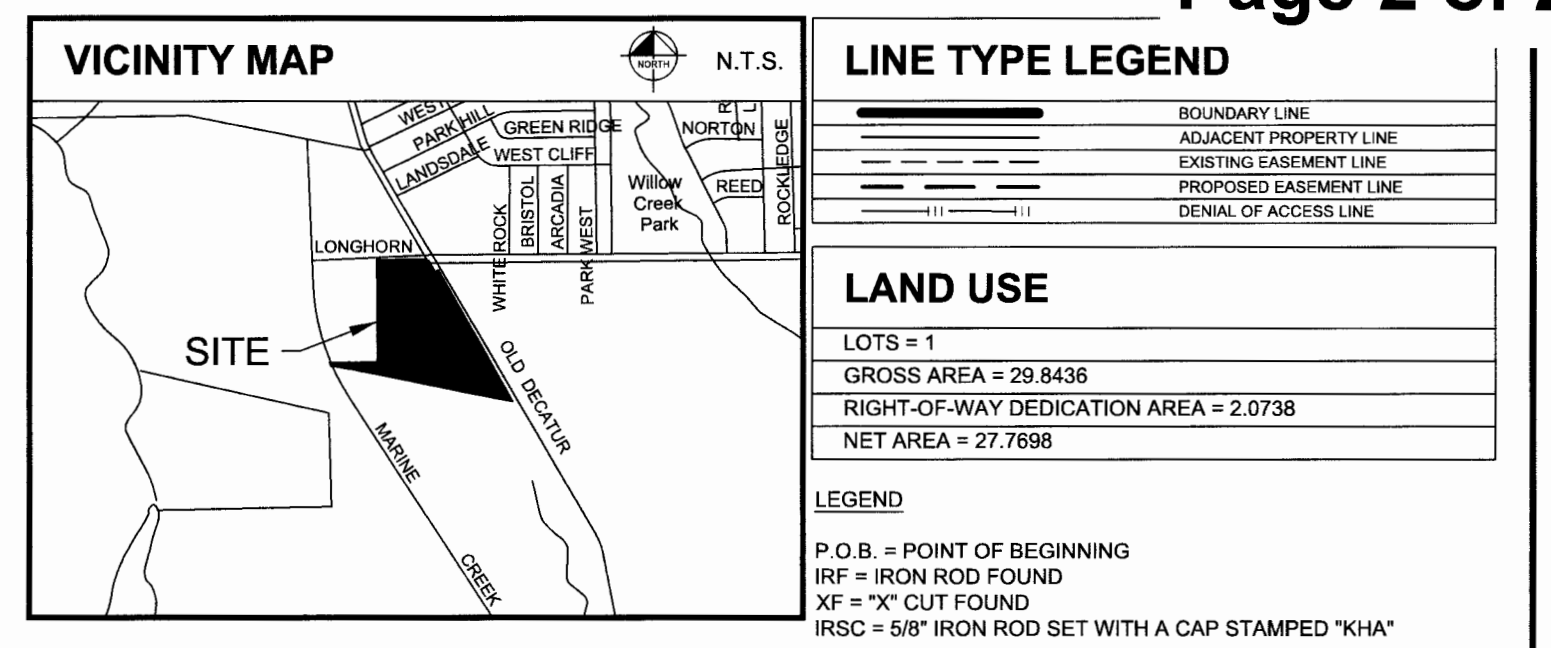 VICINITY MAP
NORTH
N.T.S.
WEST
PARK HILL
LANDSDALE
GREEN RIDGE
WEST CLIFF
NORTON
REED
ROCKLEDGE
Willow
Creek
Park
WHITE ROCK
BRISTOL
ARCADIA
PARK WEST
LONGHORN
SITE
OLD DECATUR
MARINE
CREEK
LINE TYPE LEGEND
BOUNDARY LINE
ADJACENT PROPERTY LINE
EXISTING EASEMENT LINE
PROPOSED EASEMENT LINE
DENIAL OF ACCESS LINE
LAND USE
LOTS = 1
GROSS AREA = 29.8436
RIGHT-OF-WAY DEDICATION AREA = 2.0738
NET AREA = 27.7698
LEGEND
P.O.B. = POINT OF BEGINNING
IRF = IRON ROD FOUND
XF = "X" CUT FOUND
IRSC = 5/8" IRON ROD SET WITH A CAP STAMPED "KHA"